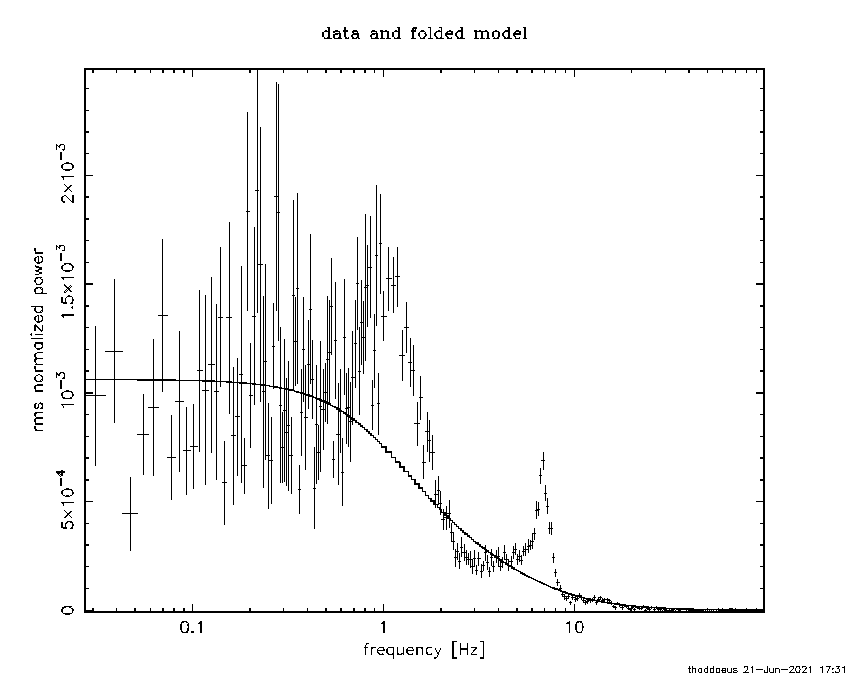 data and folded model
rms normalized power
2×10⁻³
1.5×10⁻³
10⁻³
5×10⁻⁴
0
0.1 1 10
frequency [Hz]
thaddaeus 21-Jun-2021 17:31